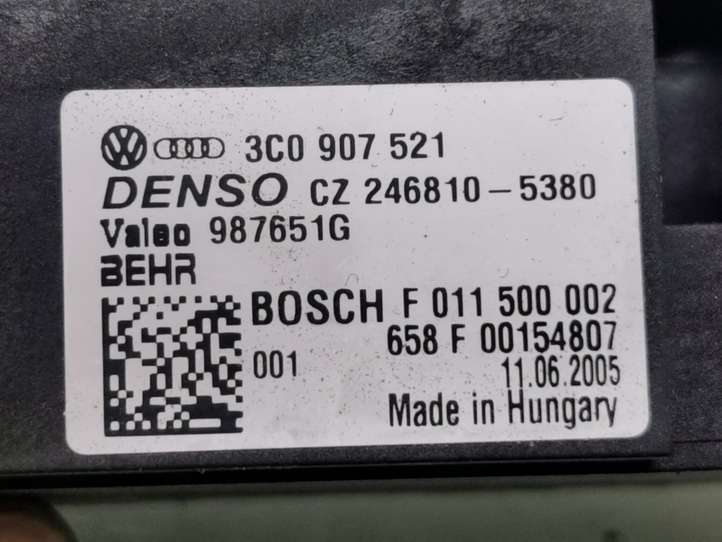 3C0 907 521
DENSO CZ 246810-5380
Valeo 987651G
BEHR
BOSCH F 011 500 002
658 F 00154807
001
11.06.2005
Made in Hungary